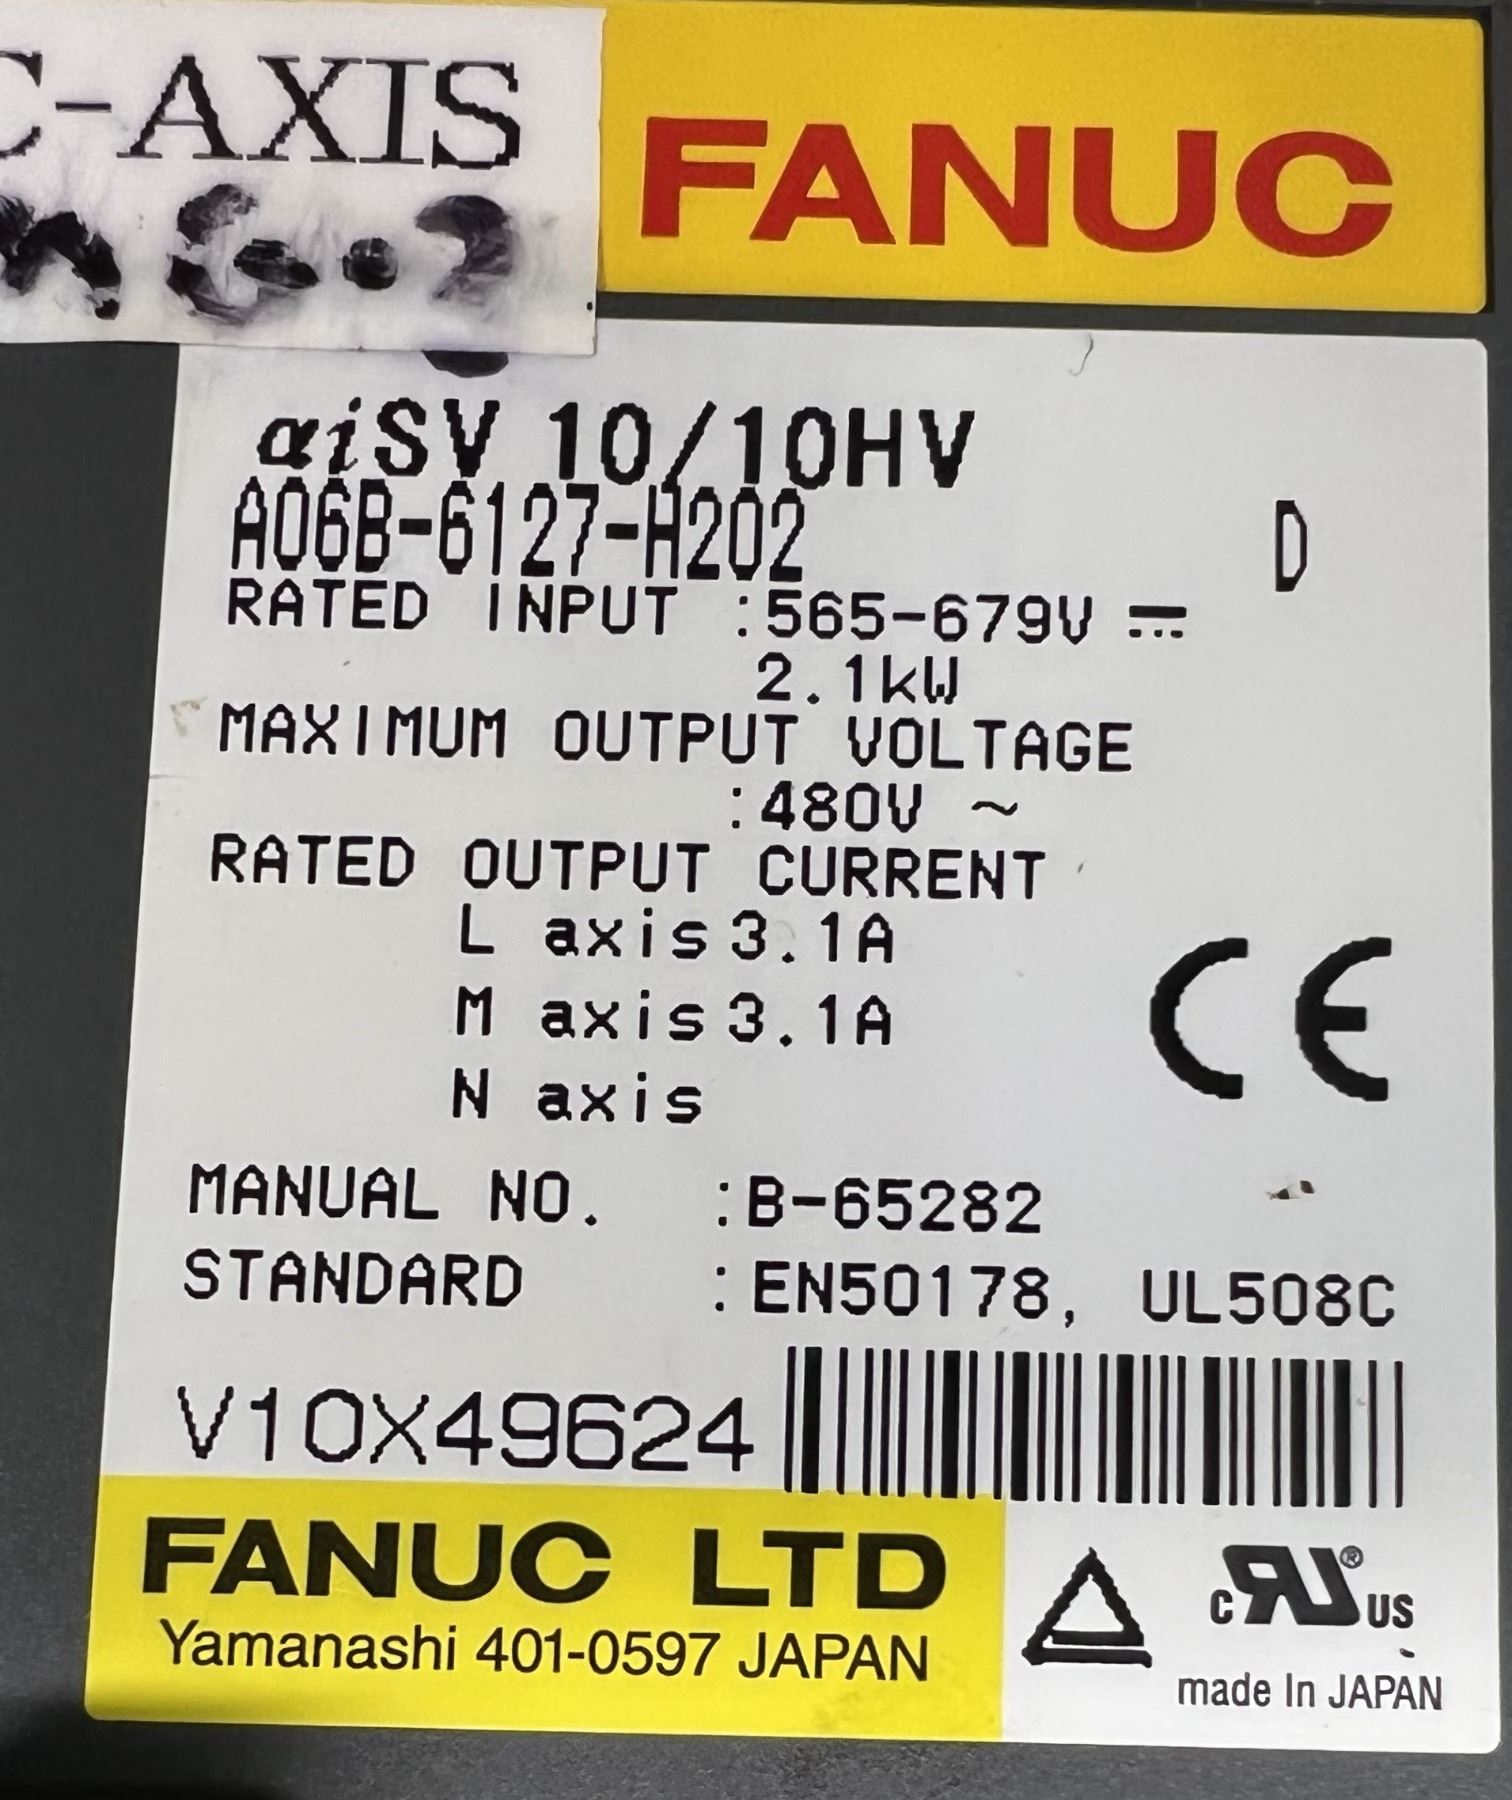 C-AXIS
FANUC
αiSV 10/10HV
A06B-6127-H202 D
RATED INPUT :565-679V ⎓
2.1kW
MAXIMUM OUTPUT VOLTAGE
:480V ~
RATED OUTPUT CURRENT
L axis 3.1A
M axis 3.1A
N axis
CE
MANUAL NO. :B-65282
STANDARD :EN50178, UL508C
V10X49624
FANUC LTD
Yamanashi 401-0597 JAPAN
c RU ® US
made In JAPAN